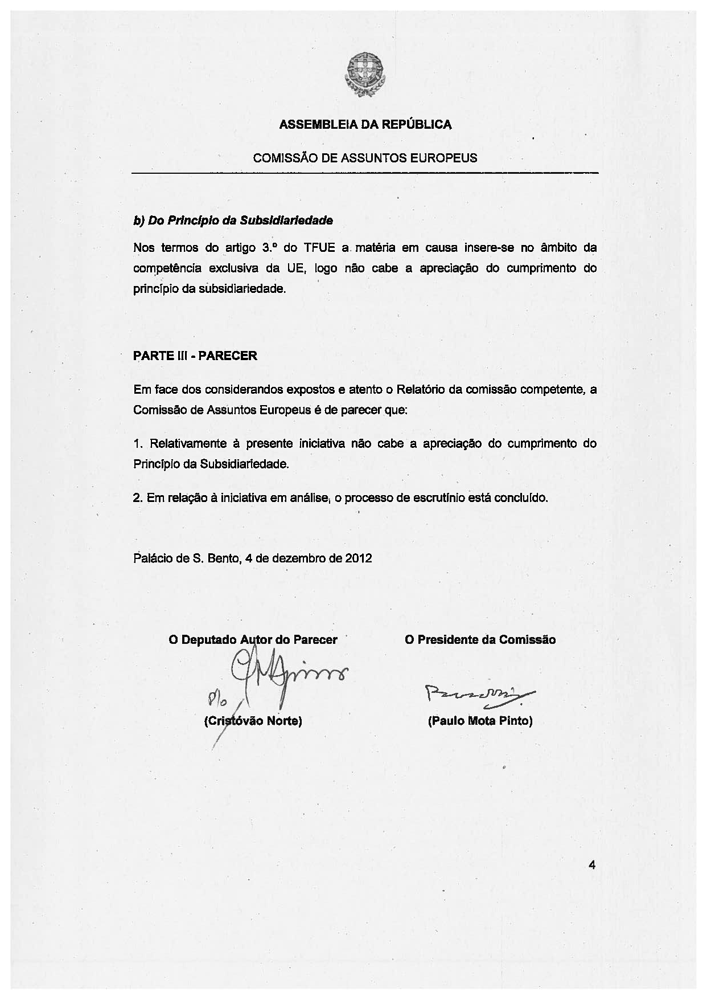 ASSEMBLEIA DA REPÚBLICA
COMISSÃO DE ASSUNTOS EUROPEUS
b) Do Princípio da Subsidiariedade
Nos termos do artigo 3.º do TFUE a matéria em causa insere-se no âmbito da
competência exclusiva da UE, logo não cabe a apreciação do cumprimento do
princípio da subsidiariedade.
PARTE III - PARECER
Em face dos considerandos expostos e atento o Relatório da comissão competente, a
Comissão de Assuntos Europeus é de parecer que:
1. Relativamente à presente iniciativa não cabe a apreciação do cumprimento do
Princípio da Subsidiariedade.
2. Em relação à iniciativa em análise, o processo de escrutínio está concluído.
Palácio de S. Bento, 4 de dezembro de 2012
O Deputado Autor do Parecer O Presidente da Comissão
P/o
(Cristóvão Norte) (Paulo Mota Pinto)
4